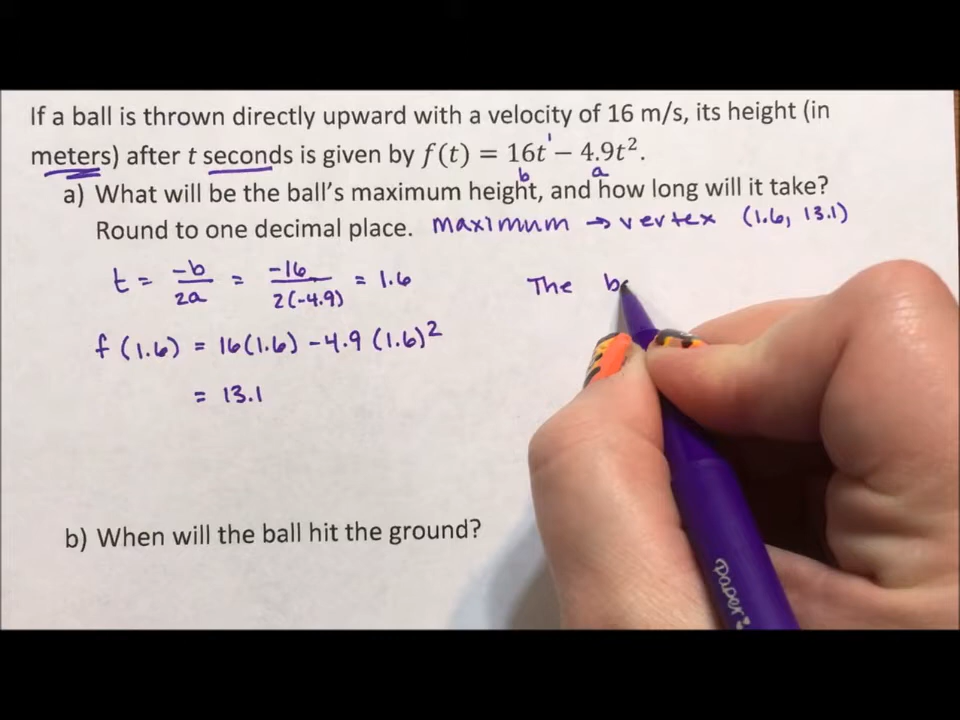 If a ball is thrown directly upward with a velocity of 16 m/s, its height (in
meters) after t seconds is given by f(t) = 16t¹ − 4.9t².
b a
a) What will be the ball's maximum height, and how long will it take?
Round to one decimal place. maximum → vertex (1.6, 13.1)
t = -b/2a = -16/2(-4.9) = 1.6
The ba
f(1.6) = 16(1.6) - 4.9(1.6)²
= 13.1
b) When will the ball hit the ground?
PaperM